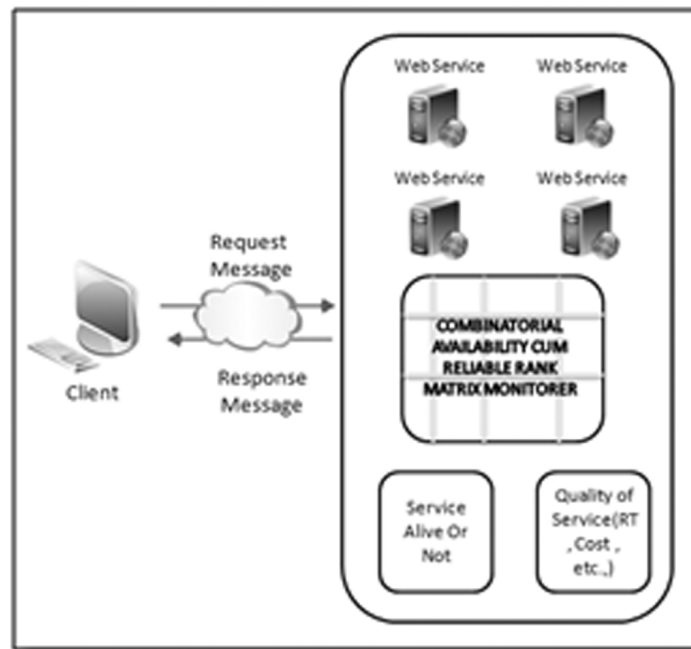 Web Service
Web Service
Web Service
Web Service
Request
Message
Client
Response
Message
COMBINATORIAL
AVAILABILITY CUM
RELIABLE RANK
MATRIX MONITORER
Service
Alive Or
Not
Quality of
Service(RT
, Cost ,
etc.,)